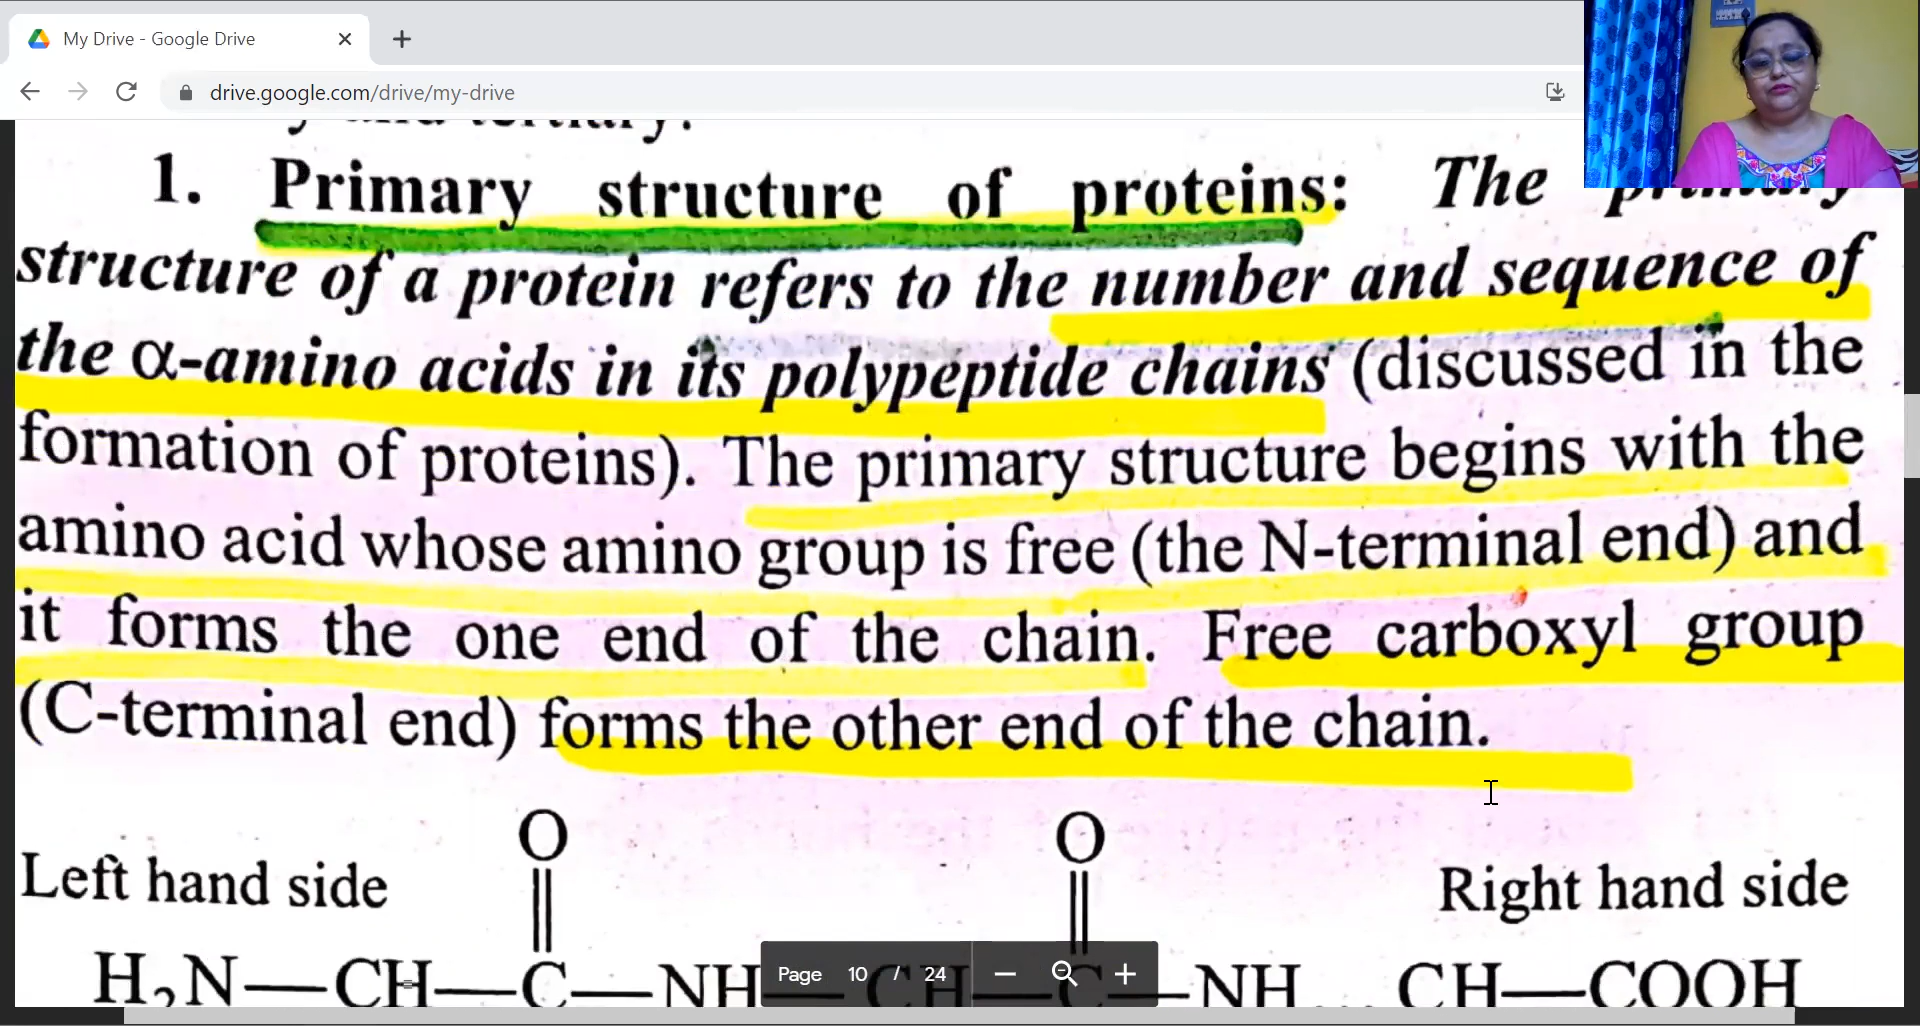 My Drive - Google Drive
drive.google.com/drive/my-drive
y and tertiary.
1. Primary structure of proteins: The primary
structure of a protein refers to the number and sequence of
the α-amino acids in its polypeptide chains (discussed in the
formation of proteins). The primary structure begins with the
amino acid whose amino group is free (the N-terminal end) and
it forms the one end of the chain. Free carboxyl group
(C-terminal end) forms the other end of the chain.
O O
Left hand side Right hand side
H₂N—CH—C—NH—CH—C—NH...CH—COOH
Page 10 / 24